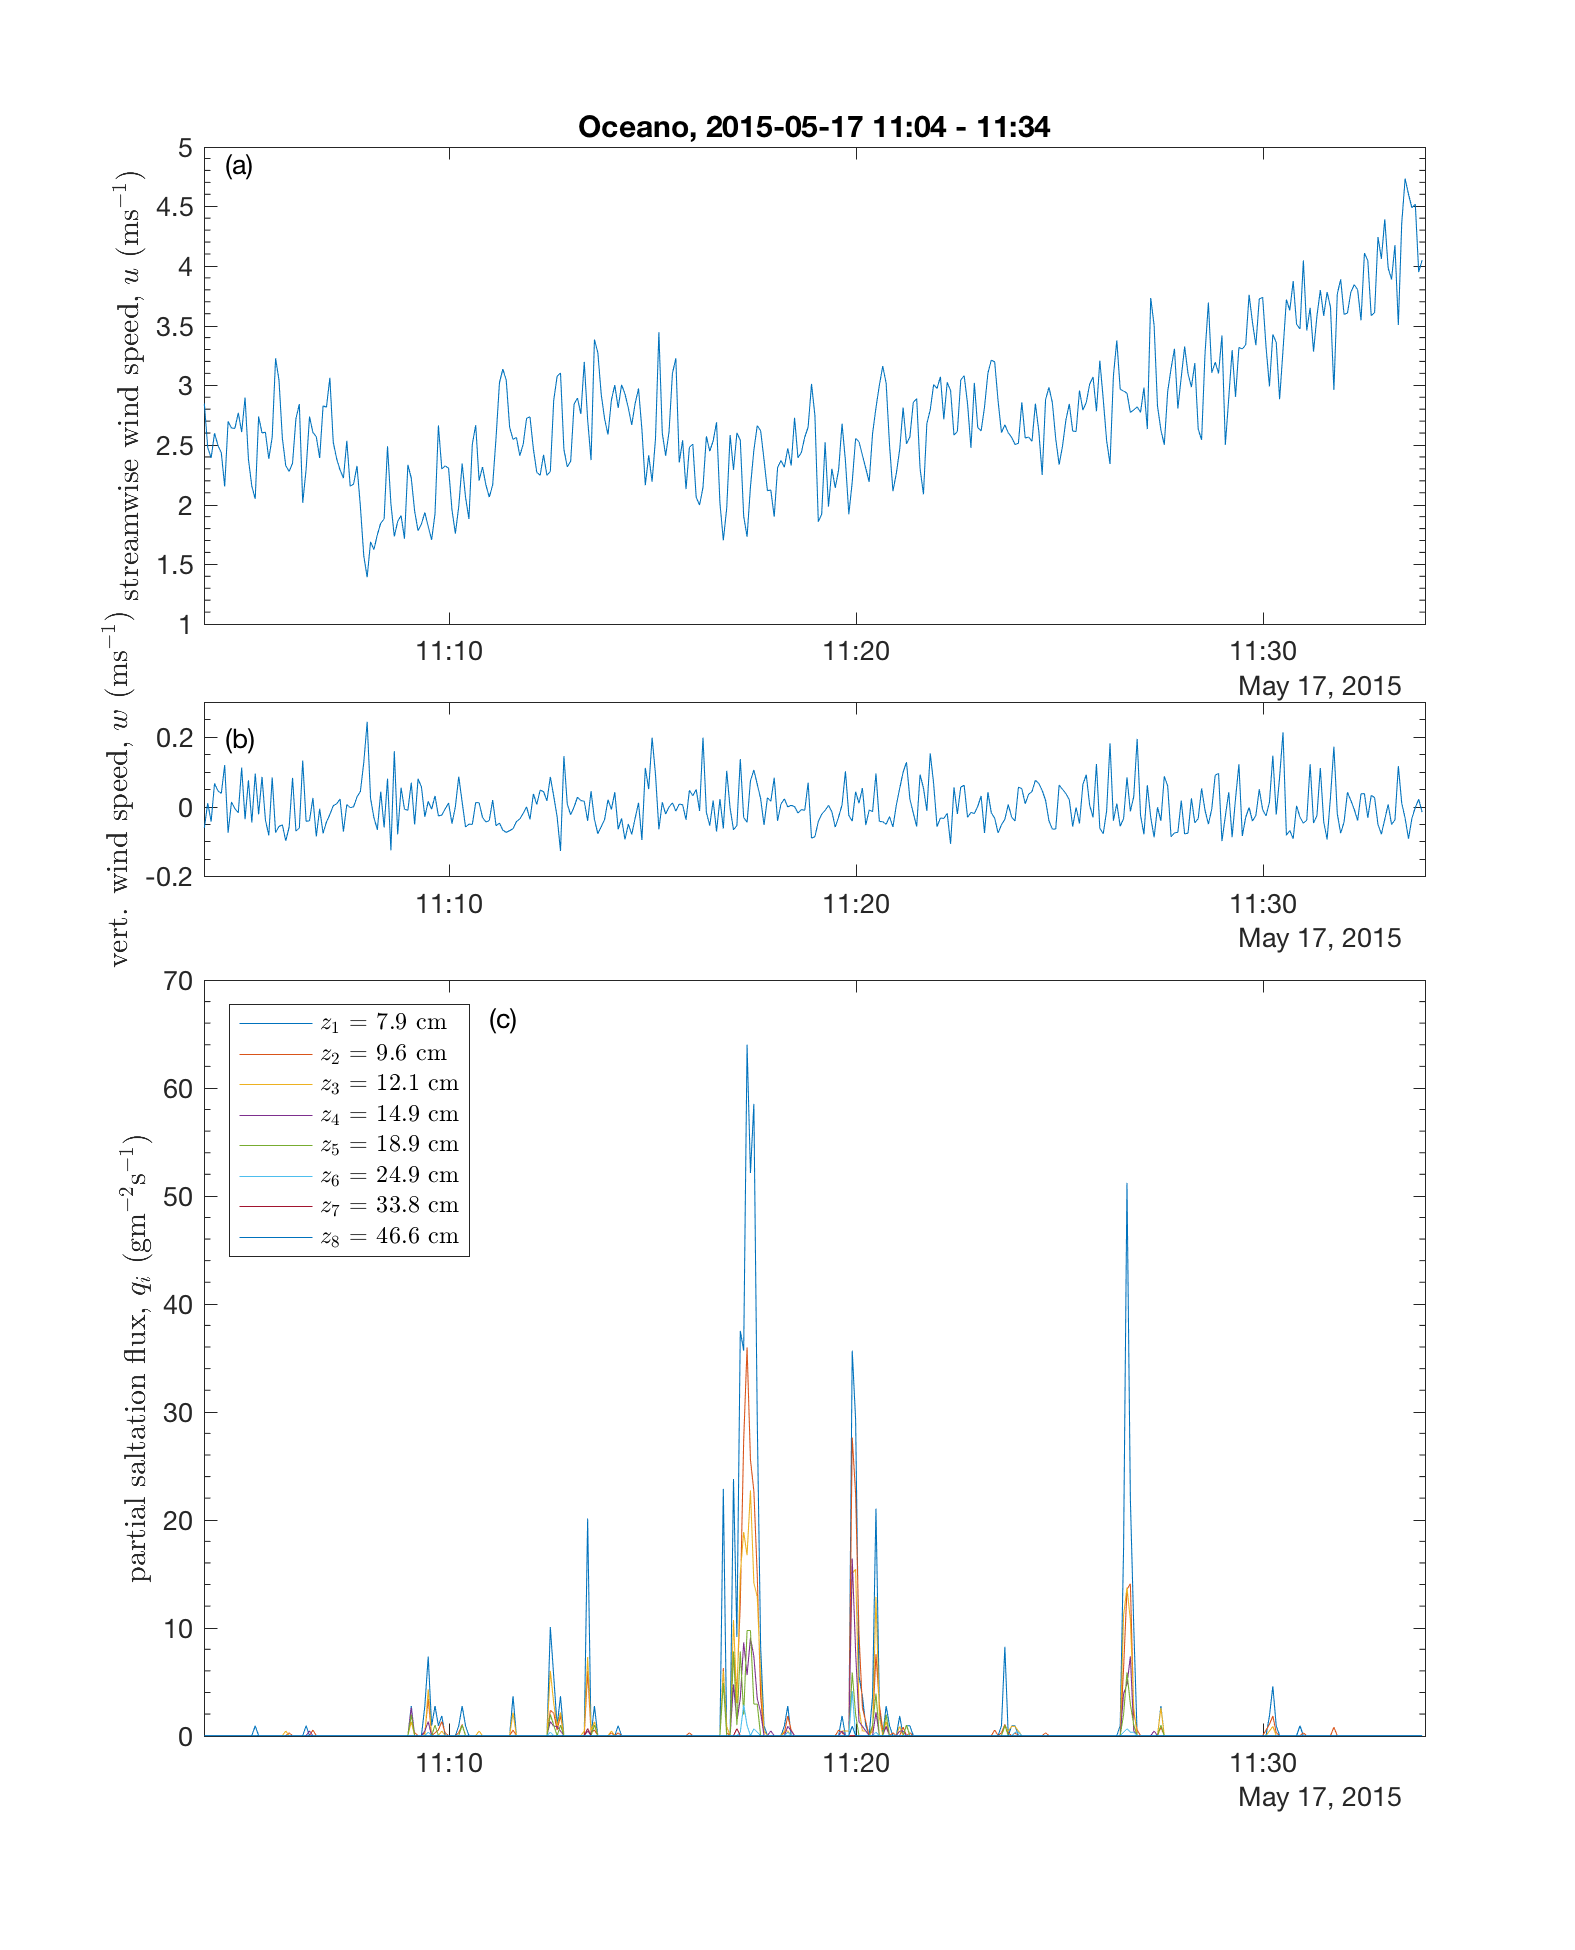 Oceano, 2015-05-17 11:04 - 11:34
(a)
streamwise wind speed, u (ms⁻¹)
5
4.5
4
3.5
3
2.5
2
1.5
1
11:10 11:20 11:30
May 17, 2015
(b)
vert. wind speed, w (ms⁻¹)
0.2
0
-0.2
11:10 11:20 11:30
May 17, 2015
(c)
partial saltation flux, qᵢ (gm⁻²s⁻¹)
70
60
50
40
30
20
10
0
z₁ = 7.9 cm
z₂ = 9.6 cm
z₃ = 12.1 cm
z₄ = 14.9 cm
z₅ = 18.9 cm
z₆ = 24.9 cm
z₇ = 33.8 cm
z₈ = 46.6 cm
11:10 11:20 11:30
May 17, 2015